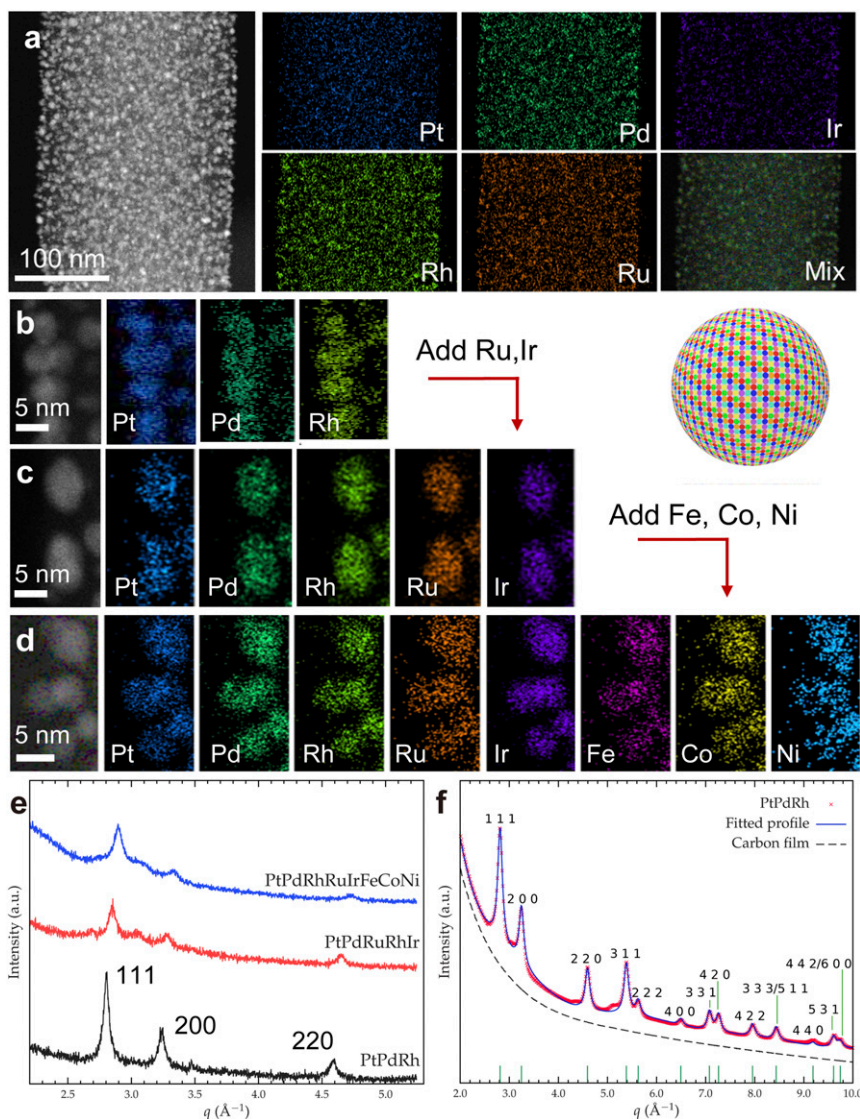 a
100 nm
Pt
Pd
Ir
Rh
Ru
Mix
b
5 nm
Pt
Pd
Rh
Add Ru,Ir
c
5 nm
Pt
Pd
Rh
Ru
Ir
Add Fe, Co, Ni
d
5 nm
Pt
Pd
Rh
Ru
Ir
Fe
Co
Ni
e
Intensity (a.u.)
PtPdRhRuIrFeCoNi
PtPdRuRhIr
111
200
220
PtPdRh
2.5 3.0 3.5 4.0 4.5 5.0
q (Å⁻¹)
f
Intensity (a.u.)
PtPdRh
Fitted profile
Carbon film
1 1 1
2 0 0
2 2 0
3 1 1
2 2 2
4 0 0
3 3 1
4 2 0
4 2 2
3 3 3/5 1 1
4 4 0
5 3 1
4 4 2/6 0 0
2.0 3.0 4.0 5.0 6.0 7.0 8.0 9.0 10.0
q (Å⁻¹)